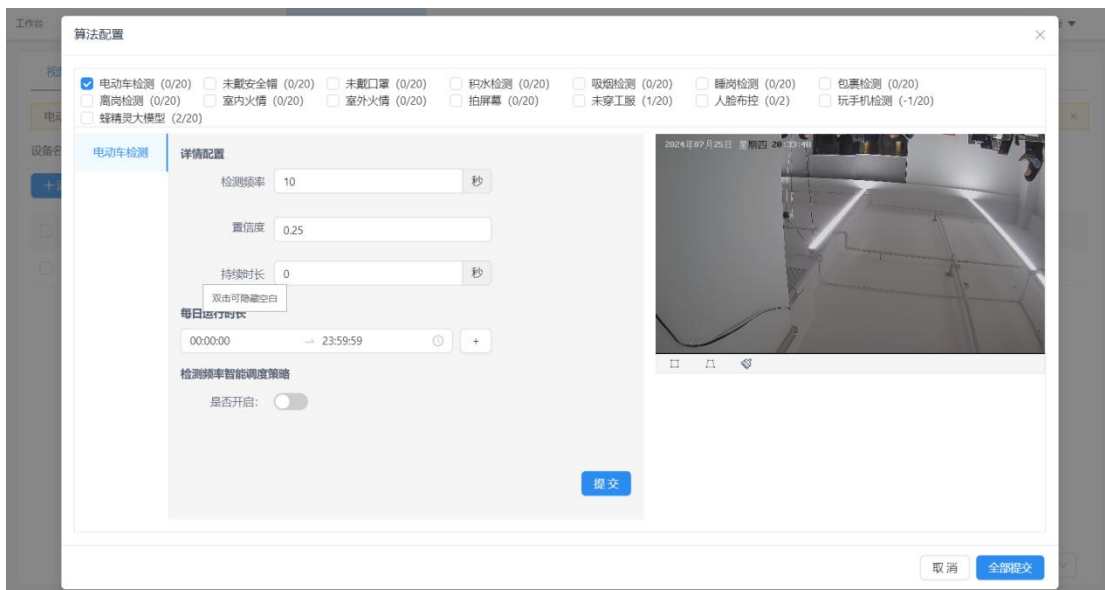 工作台
算法配置
电动车检测 (0/20) 未戴安全帽 (0/20) 未戴口罩 (0/20) 积水检测 (0/20) 吸烟检测 (0/20) 睡岗检测 (0/20) 包裹检测 (0/20)
离岗检测 (0/20) 室内火情 (0/20) 室外火情 (0/20) 拍屏幕 (0/20) 未穿工服 (1/20) 人脸布控 (0/2) 玩手机检测 (-1/20)
蜂精灵大模型 (2/20)
电动车检测
详情配置
检测频率 10 秒
置信度 0.25
持续时长 0 秒
双击可隐藏空白
每日运行时长
00:00:00 → 23:59:59 +
检测频率智能调度策略
是否开启:
提交
2024年07月25日 星期四 20:33:40
设备名
取消 全部提交